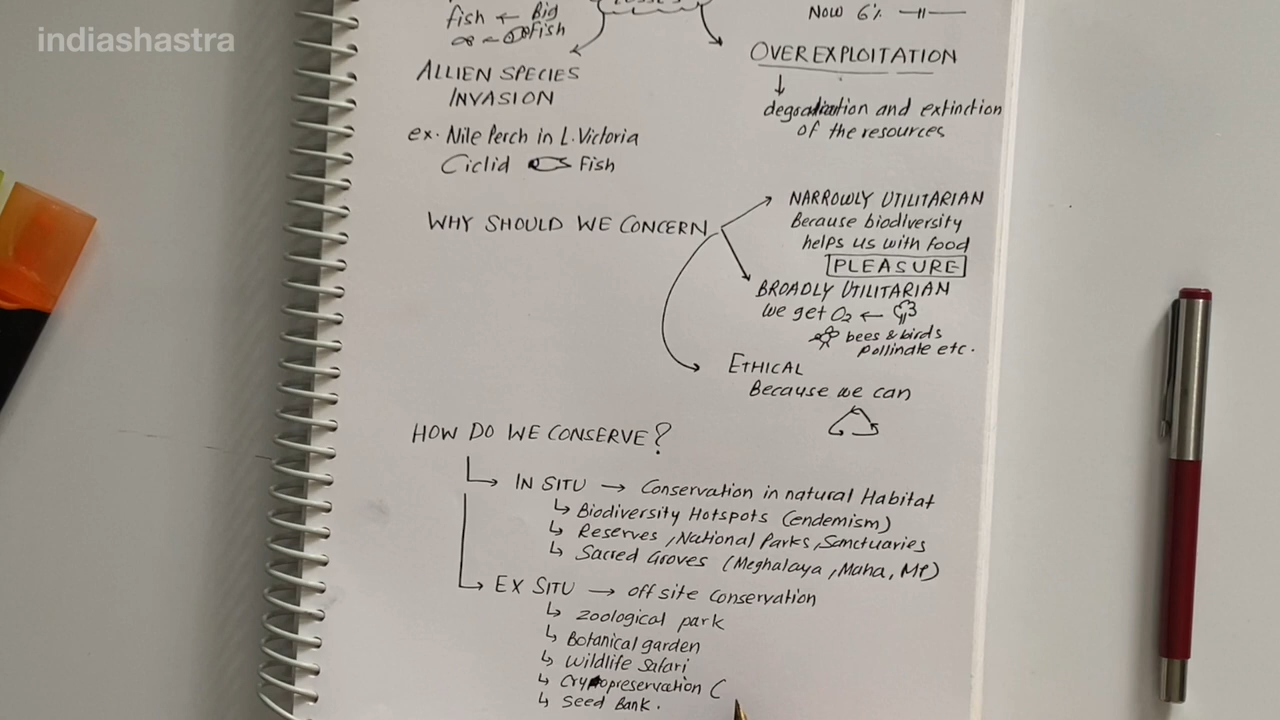 indiashastra
fish ← Big
← Fish
Now 6%
ALLIEN SPECIES
INVASION
ex. Nile Perch in L. Victoria
Ciclid Fish
OVER EXPLOITATION
↓
degradation and extinction
of the resources
WHY SHOULD WE CONCERN
NARROWLY UTILITARIAN
Because biodiversity
helps us with food
PLEASURE
BROADLY UTILITARIAN
We get O2 ←
bees & birds
pollinate etc.
ETHICAL
Because we can
HOW DO WE CONSERVE?
IN SITU → Conservation in natural Habitat
↳ Biodiversity Hotspots (endemism)
↳ Reserves, National Parks, Sanctuaries
↳ Sacred Groves (Meghalaya, Maha, MP)
EX SITU → off site conservation
↳ Zoological park
↳ Botanical garden
↳ Wildlife Safari
↳ Cryopreservation (
↳ Seed Bank.